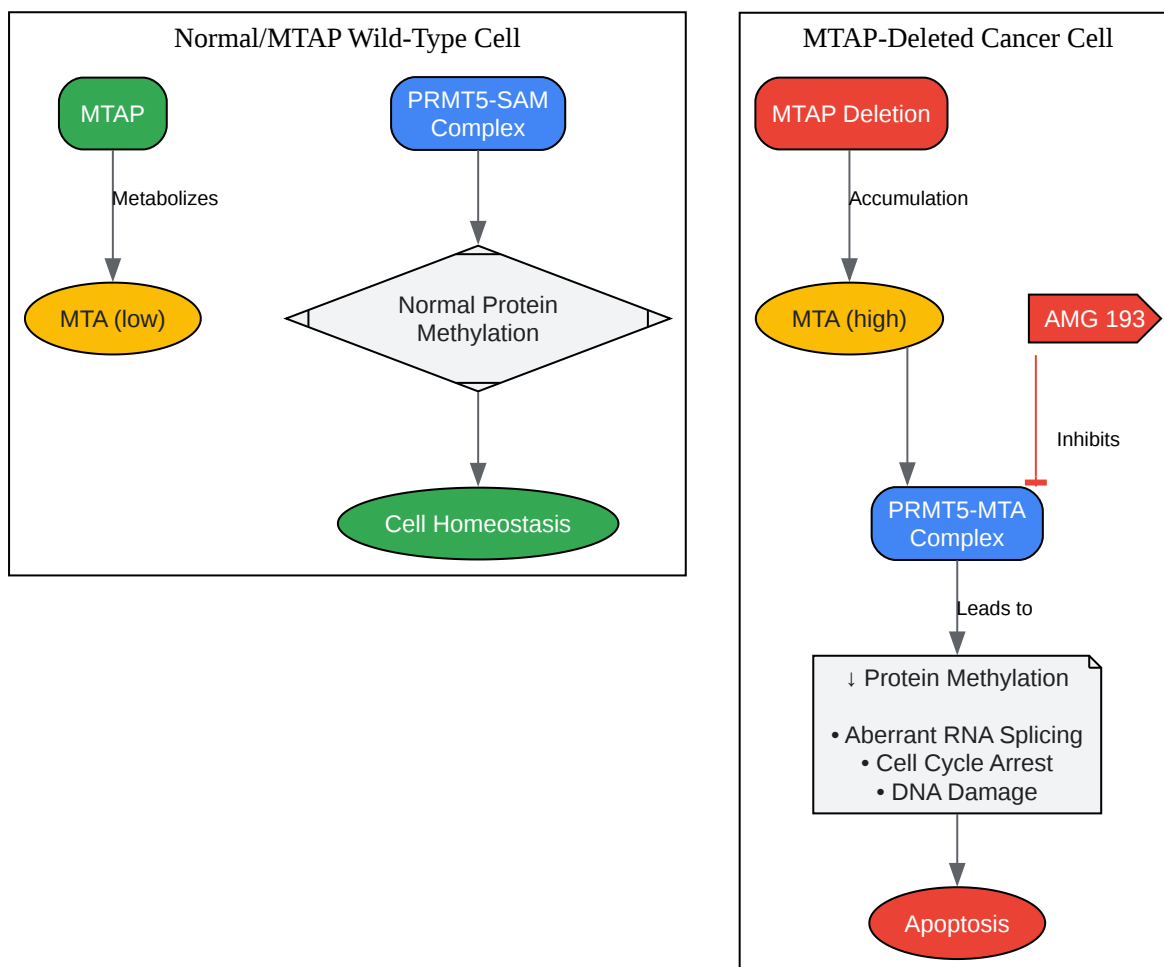 Normal/MTAP Wild-Type Cell
MTAP
Metabolizes
MTA (low)
PRMT5-SAM
Complex
Normal Protein
Methylation
Cell Homeostasis
MTAP-Deleted Cancer Cell
MTAP Deletion
Accumulation
MTA (high)
AMG 193
Inhibits
PRMT5-MTA
Complex
Leads to
↓ Protein Methylation
• Aberrant RNA Splicing
• Cell Cycle Arrest
• DNA Damage
Apoptosis